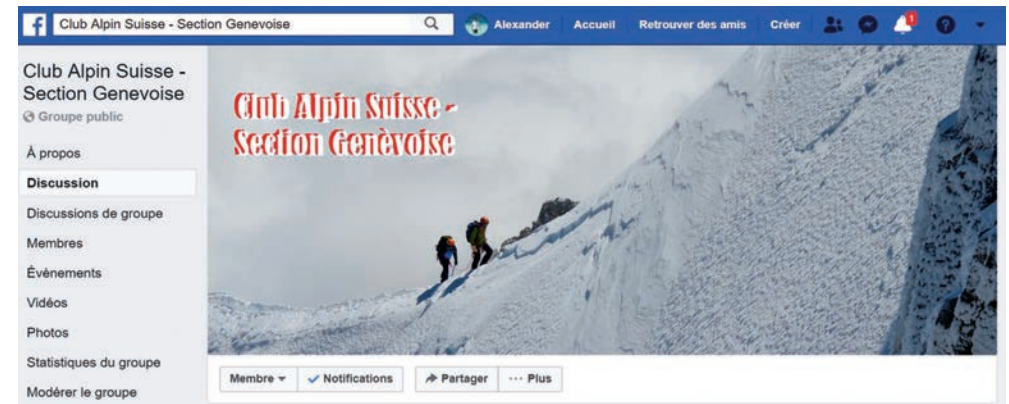 Club Alpin Suisse - Section Genevoise
Alexander
Accueil
Retrouver des amis
Créer
1
Club Alpin Suisse -
Section Genevoise
Groupe public
À propos
Discussion
Discussions de groupe
Membres
Évènements
Vidéos
Photos
Statistiques du groupe
Modérer le groupe
Club Alpin Suisse -
Section Genèvoise
Membre
Notifications
Partager
··· Plus